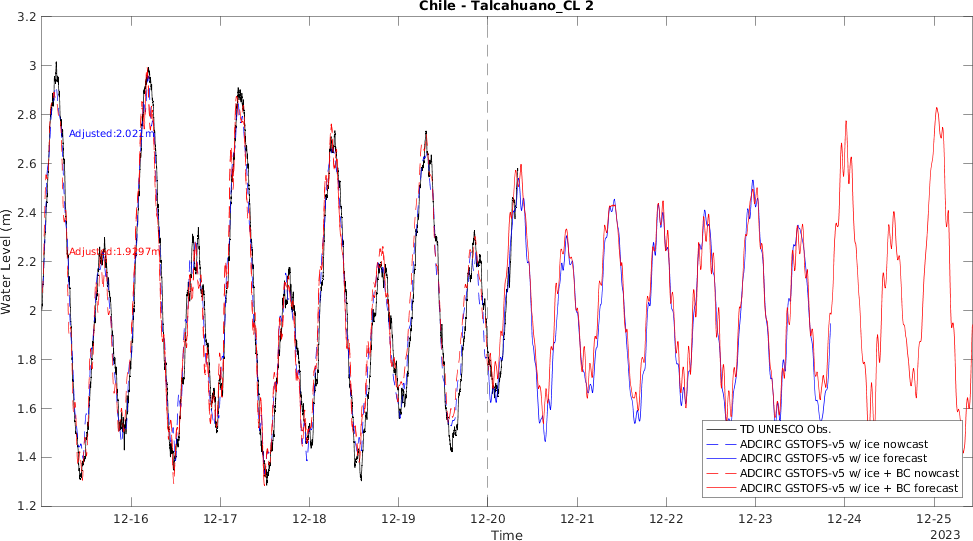 Chile - Talcahuano_CL 2
3.2
3
2.8
2.6
2.4
2.2
2
1.8
1.6
1.4
1.2
Water Level (m)
Adjusted:2.021m
Adjusted:1.9297m
TD UNESCO Obs.
ADCIRC GSTOFS-v5 w/ ice nowcast
ADCIRC GSTOFS-v5 w/ ice forecast
ADCIRC GSTOFS-v5 w/ ice + BC nowcast
ADCIRC GSTOFS-v5 w/ ice + BC forecast
12-16 12-17 12-18 12-19 12-20 12-21 12-22 12-23 12-24 12-25
Time
2023